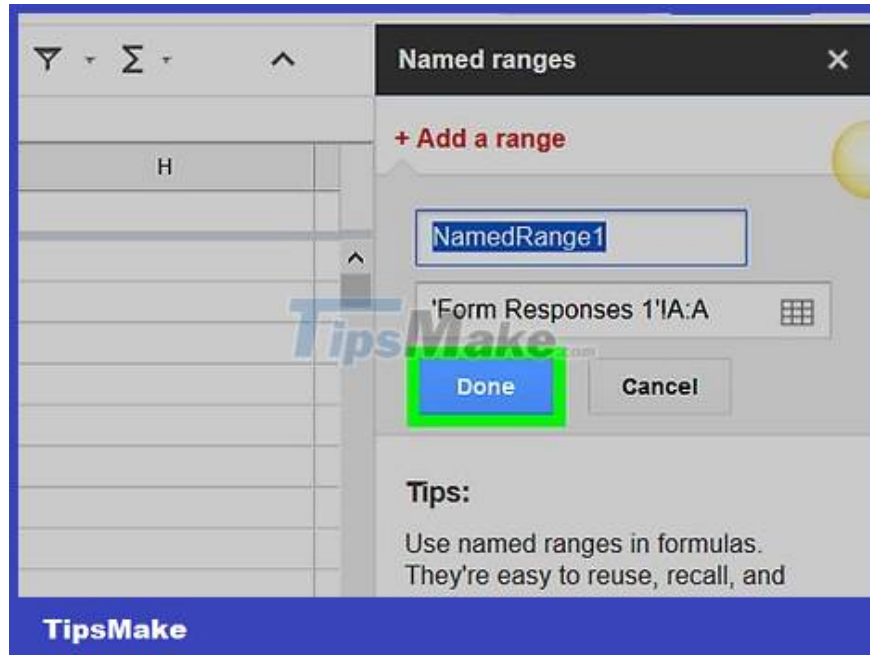 Σ
Named ranges ×
+ Add a range
H
NamedRange1
'Form Responses 1'!A:A
TipsMake.com
Done Cancel
Tips:
Use named ranges in formulas.
They're easy to reuse, recall, and
TipsMake